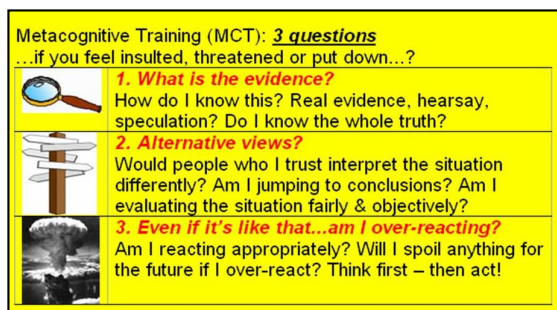 Metacognitive Training (MCT): 3 questions
…if you feel insulted, threatened or put down…?
1. What is the evidence?
How do I know this? Real evidence, hearsay,
speculation? Do I know the whole truth?
2. Alternative views?
Would people who I trust interpret the situation
differently? Am I jumping to conclusions? Am I
evaluating the situation fairly & objectively?
3. Even if it's like that...am I over-reacting?
Am I reacting appropriately? Will I spoil anything for
the future if I over-react? Think first – then act!